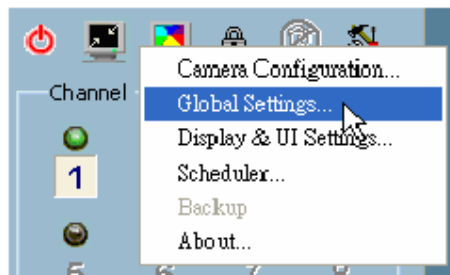 Camera Configuration...
Channel
Global Settings...
Display & UI Settings...
1
Scheduler...
Backup
About...